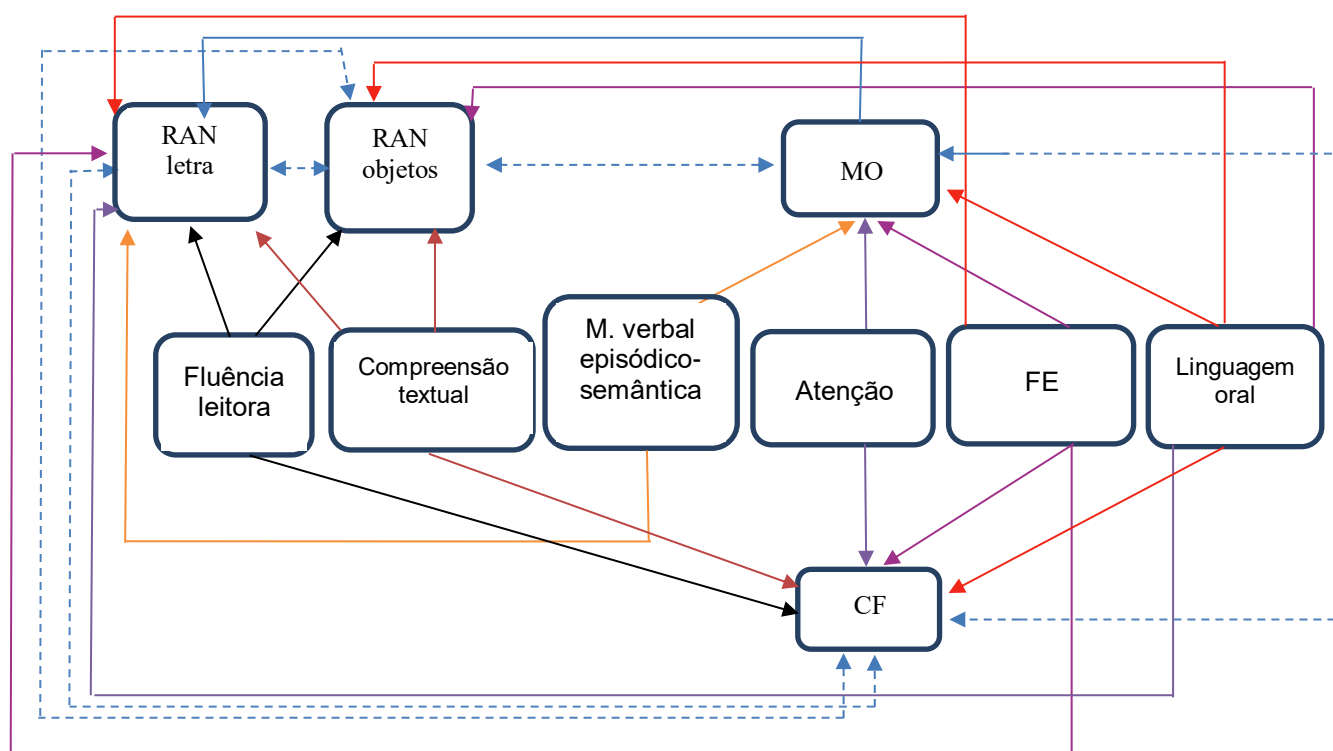 RAN
letra
RAN
objetos
MO
Fluência
leitora
Compreensão
textual
M. verbal
episódico-
semântica
Atenção
FE
Linguagem
oral
CF